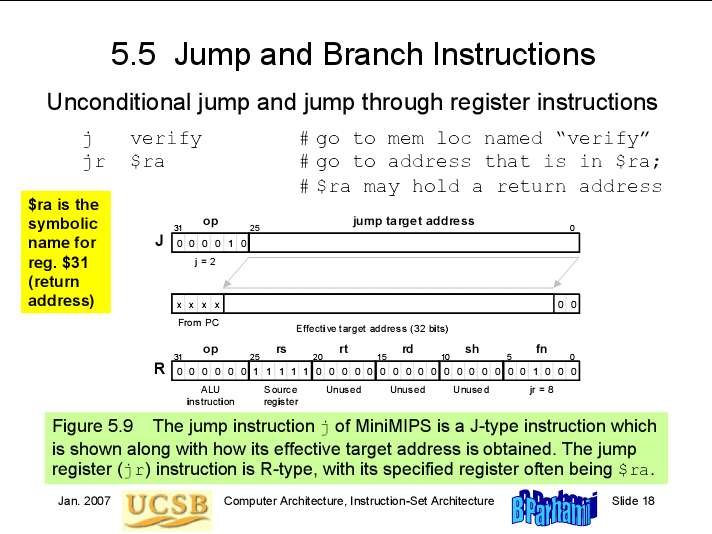 5.5 Jump and Branch Instructions
Unconditional jump and jump through register instructions
j verify # go to mem loc named “verify”
jr $ra # go to address that is in $ra;
# $ra may hold a return address
$ra is the
symbolic
name for
reg. $31
(return
address)
op jump target address
31 25 0
J 0 0 0 0 1 0
j = 2
x x x x 0 0
From PC
Effective target address (32 bits)
op rs rt rd sh fn
31 25 20 15 10 5 0
R 0 0 0 0 0 0 1 1 1 1 1 0 0 0 0 0 0 0 0 0 0 0 0 0 0 0 0 0 1 0 0 0
ALU Source Unused Unused Unused jr = 8
instruction register
Figure 5.9 The jump instruction j of MiniMIPS is a J-type instruction which
is shown along with how its effective target address is obtained. The jump
register (jr) instruction is R-type, with its specified register often being $ra.
Jan. 2007 UCSB Computer Architecture, Instruction-Set Architecture B. Parhami Slide 18